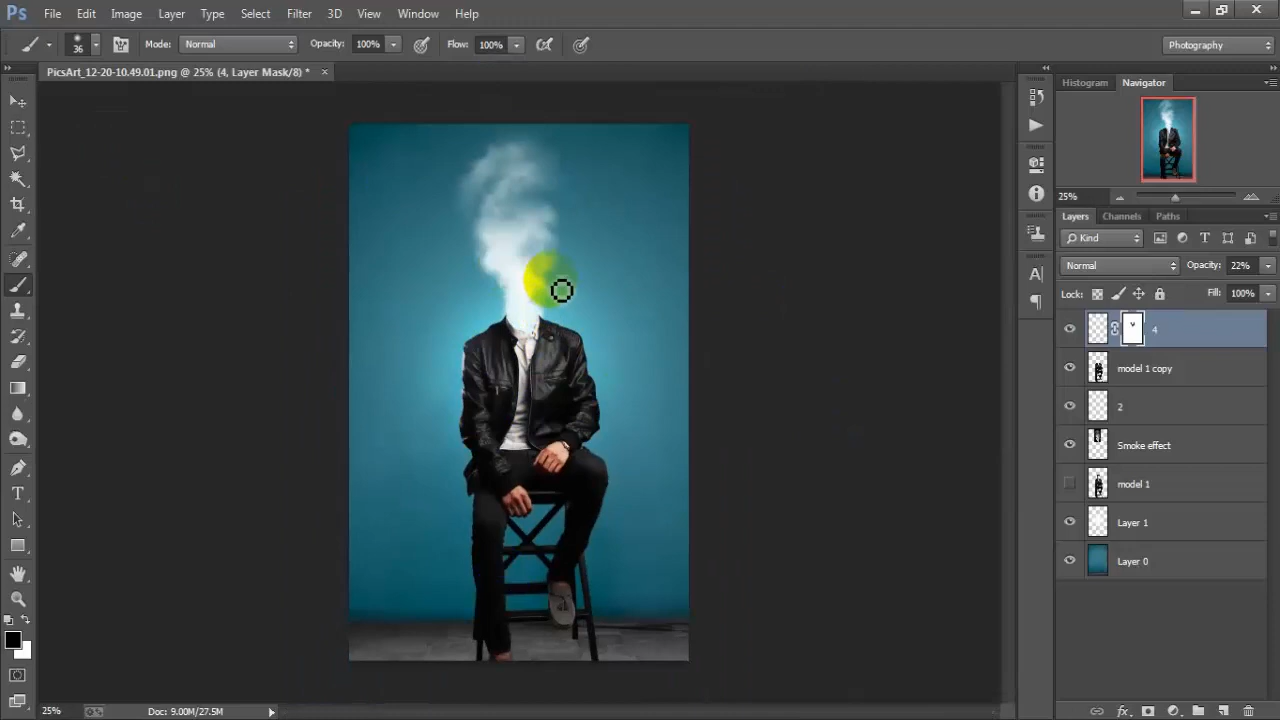 Ps File Edit Image Layer Type Select Filter 3D View Window Help
36 Mode: Normal Opacity: 100% Flow: 100% Photography
PicsArt_12-20-10.49.01.png @ 25% (4, Layer Mask/8) *
Histogram Navigator
25%
Layers Channels Paths
Kind
Normal Opacity: 22%
Lock: Fill: 100%
4
model 1 copy
2
Smoke effect
model 1
Layer 1
Layer 0
25% Doc: 9.00M/27.5M